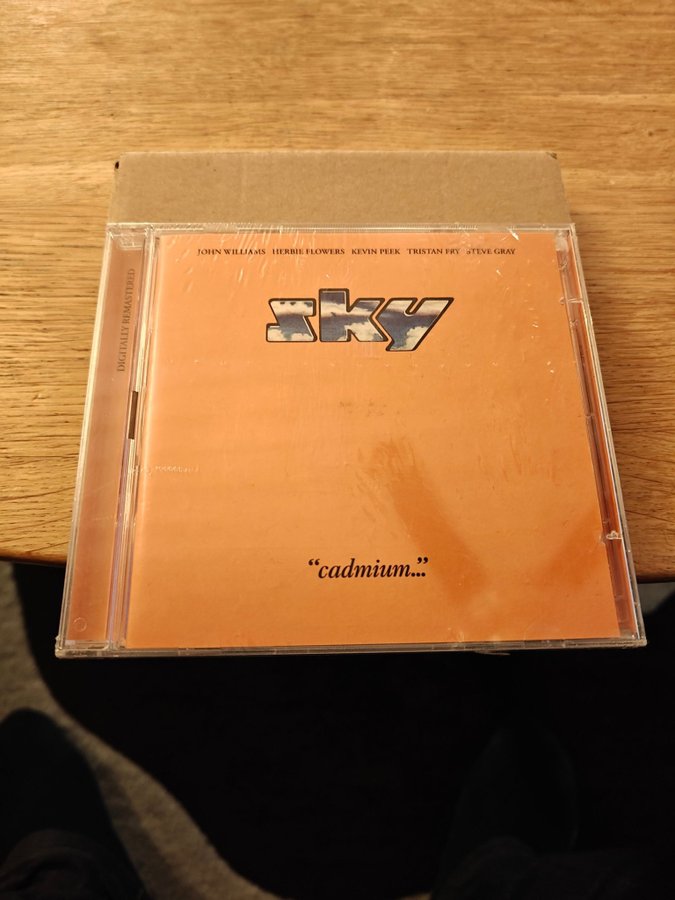 JOHN WILLIAMS HERBIE FLOWERS KEVIN PEEK TRISTAN FRY STEVE GRAY
sky
DIGITALLY REMASTERED
“cadmium...”